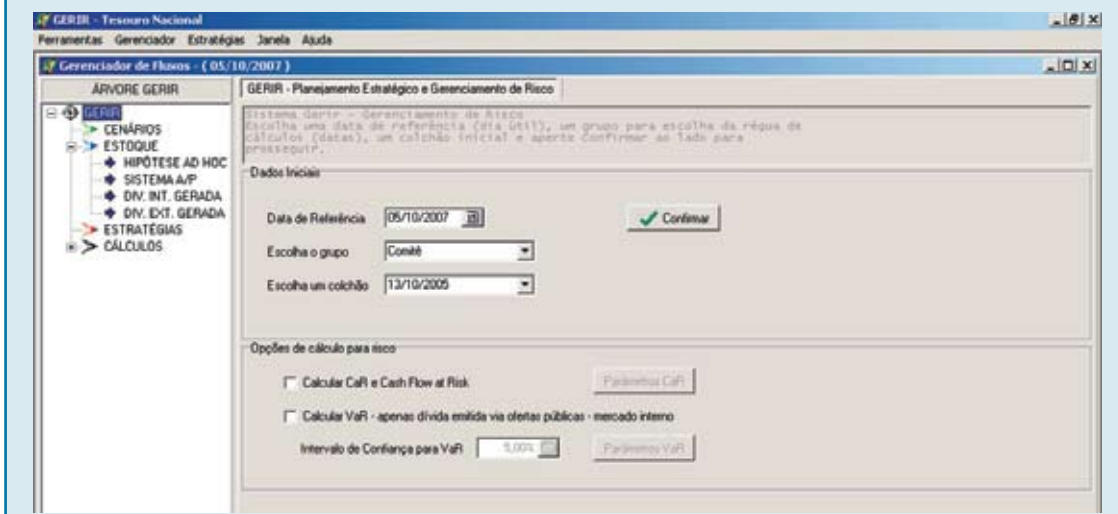 GERIR - Tesouro Nacional
Ferramentas Gerenciador Estratégias Janela Ajuda
Gerenciador de Fluxos - ( 05/10/2007 )
ÁRVORE GERIR
GERIR
CENÁRIOS
ESTOQUE
HIPÓTESE AD HOC
SISTEMA A/P
DIV. INT. GERADA
DIV. EXT. GERADA
ESTRATÉGIAS
CÁLCULOS
GERIR - Planejamento Estratégico e Gerenciamento de Risco
Sistema Gerir - Gerenciamento de Risco
Escolha uma data de referência (dia útil), um grupo para escolha da régua de
cálculos (datas), um colchão inicial e aperte Confirmar ao lado para
prosseguir.
Dados Iniciais
Data de Referência 05/10/2007 Confirmar
Escolha o grupo Comitê
Escolha um colchão 13/10/2005
Opções de cálculo para risco
Calcular CaR e Cash Flow at Risk Parâmetros CaR
Calcular VaR - apenas dívida emitida via ofertas públicas - mercado interno
Intervalo de Confiança para VaR 5,00% Parâmetros VaR